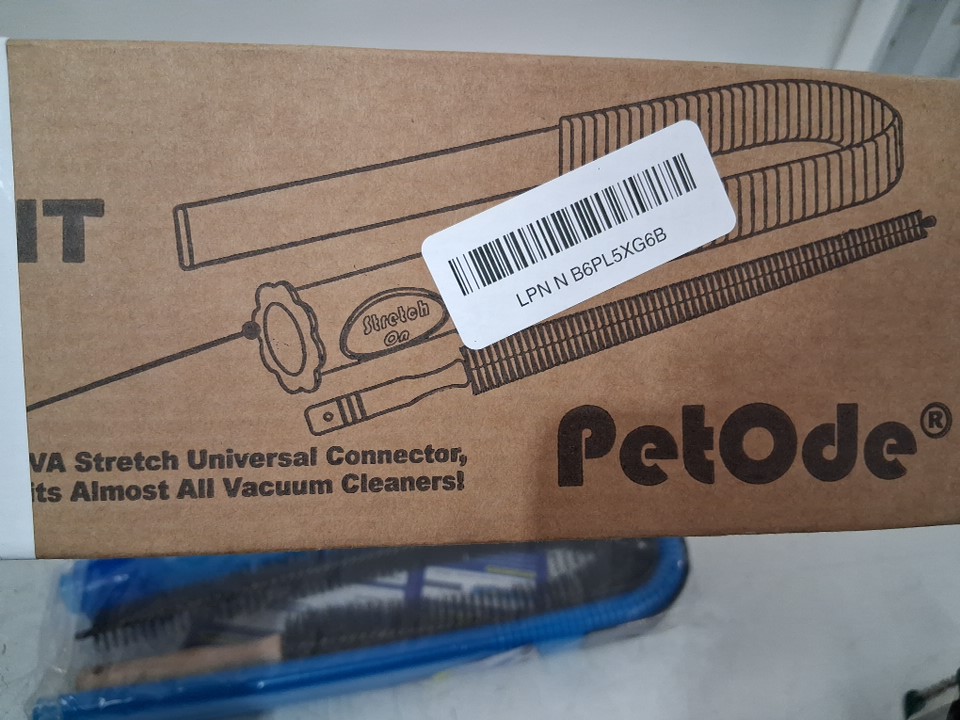 IT
LPN N B6PL5XG6B
Stretch
On
VA Stretch Universal Connector,
its Almost All Vacuum Cleaners!
PetOde®